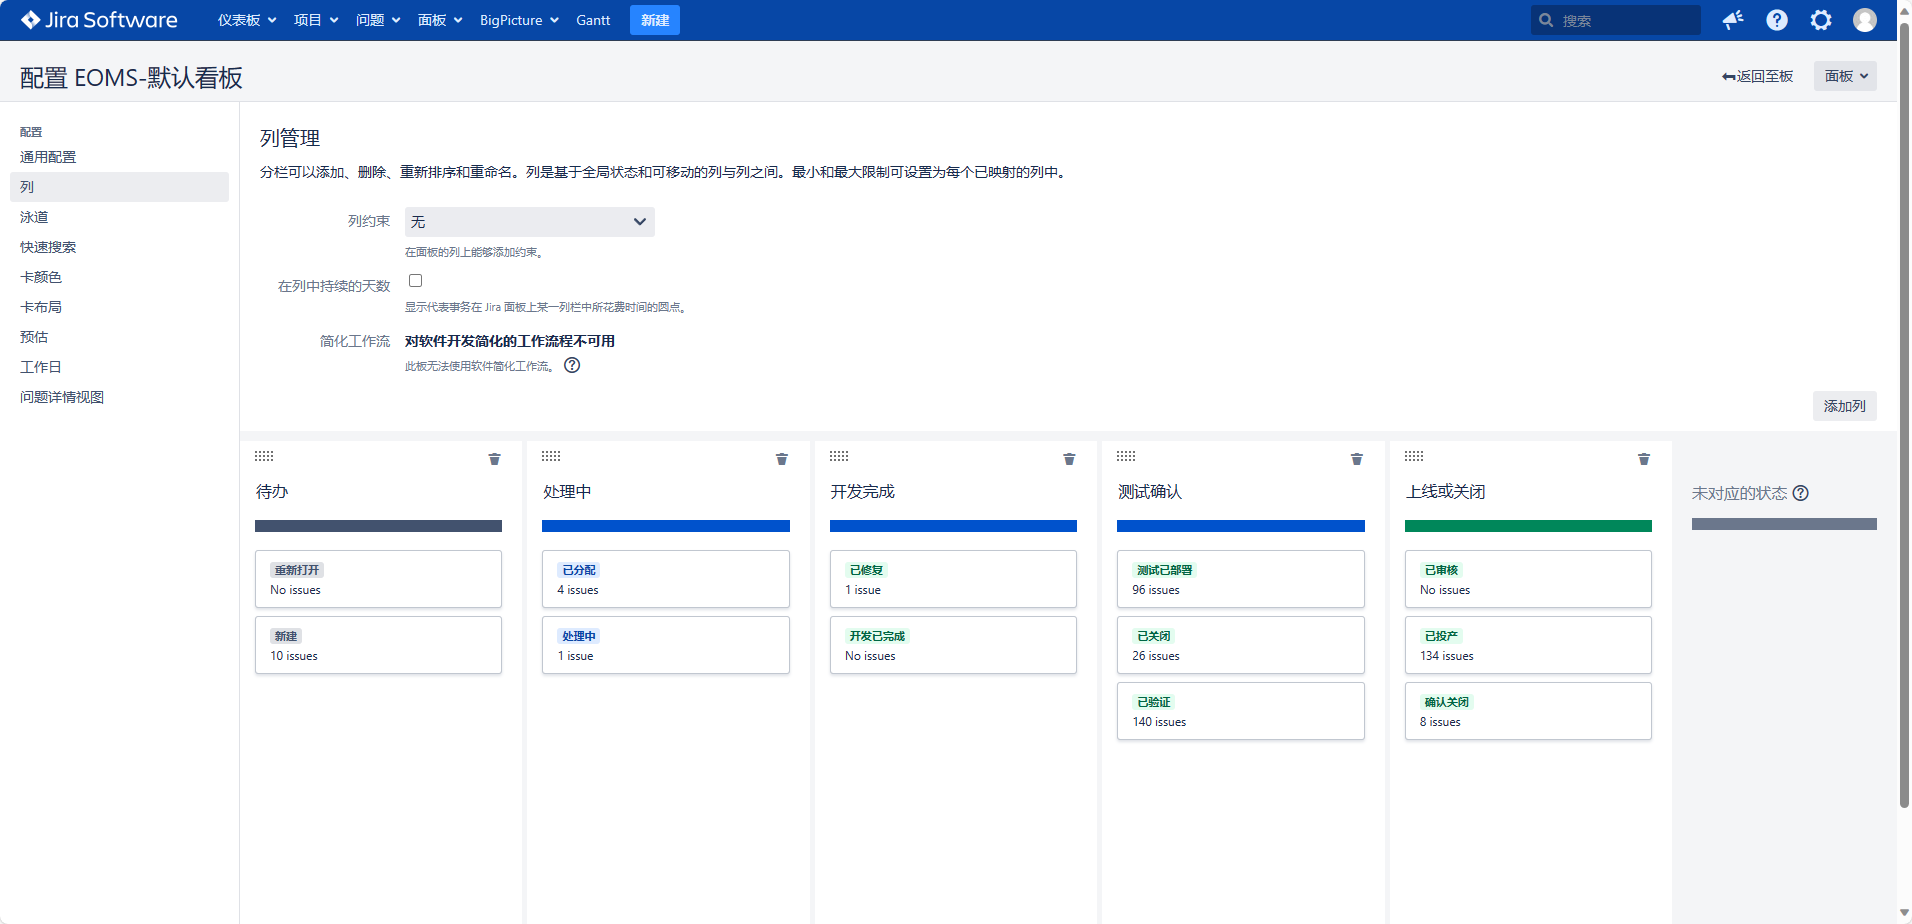 Jira Software 仪表板 项目 问题 面板 BigPicture Gantt 新建 搜索
配置 EOMS-默认看板
返回至板 面板
配置
通用配置
列
泳道
快速搜索
卡颜色
卡布局
预估
工作日
问题详情视图
列管理
分栏可以添加、删除、重新排序和重命名。列是基于全局状态和可移动的列与列之间。最小和最大限制可设置为每个已映射的列中。
列约束 无
在面板的列上能够添加约束。
在列中持续的天数
显示代表事务在 Jira 面板上某一列栏中所花费时间的圆点。
简化工作流 对软件开发简化的工作流程不可用
此板无法使用软件简化工作流。
添加列
待办
重新打开
No issues
新建
10 issues
处理中
已分配
4 issues
处理中
1 issue
开发完成
已修复
1 issue
开发已完成
No issues
测试确认
测试已部署
96 issues
已关闭
26 issues
已验证
140 issues
上线或关闭
已审核
No issues
已投产
134 issues
确认关闭
8 issues
未对应的状态